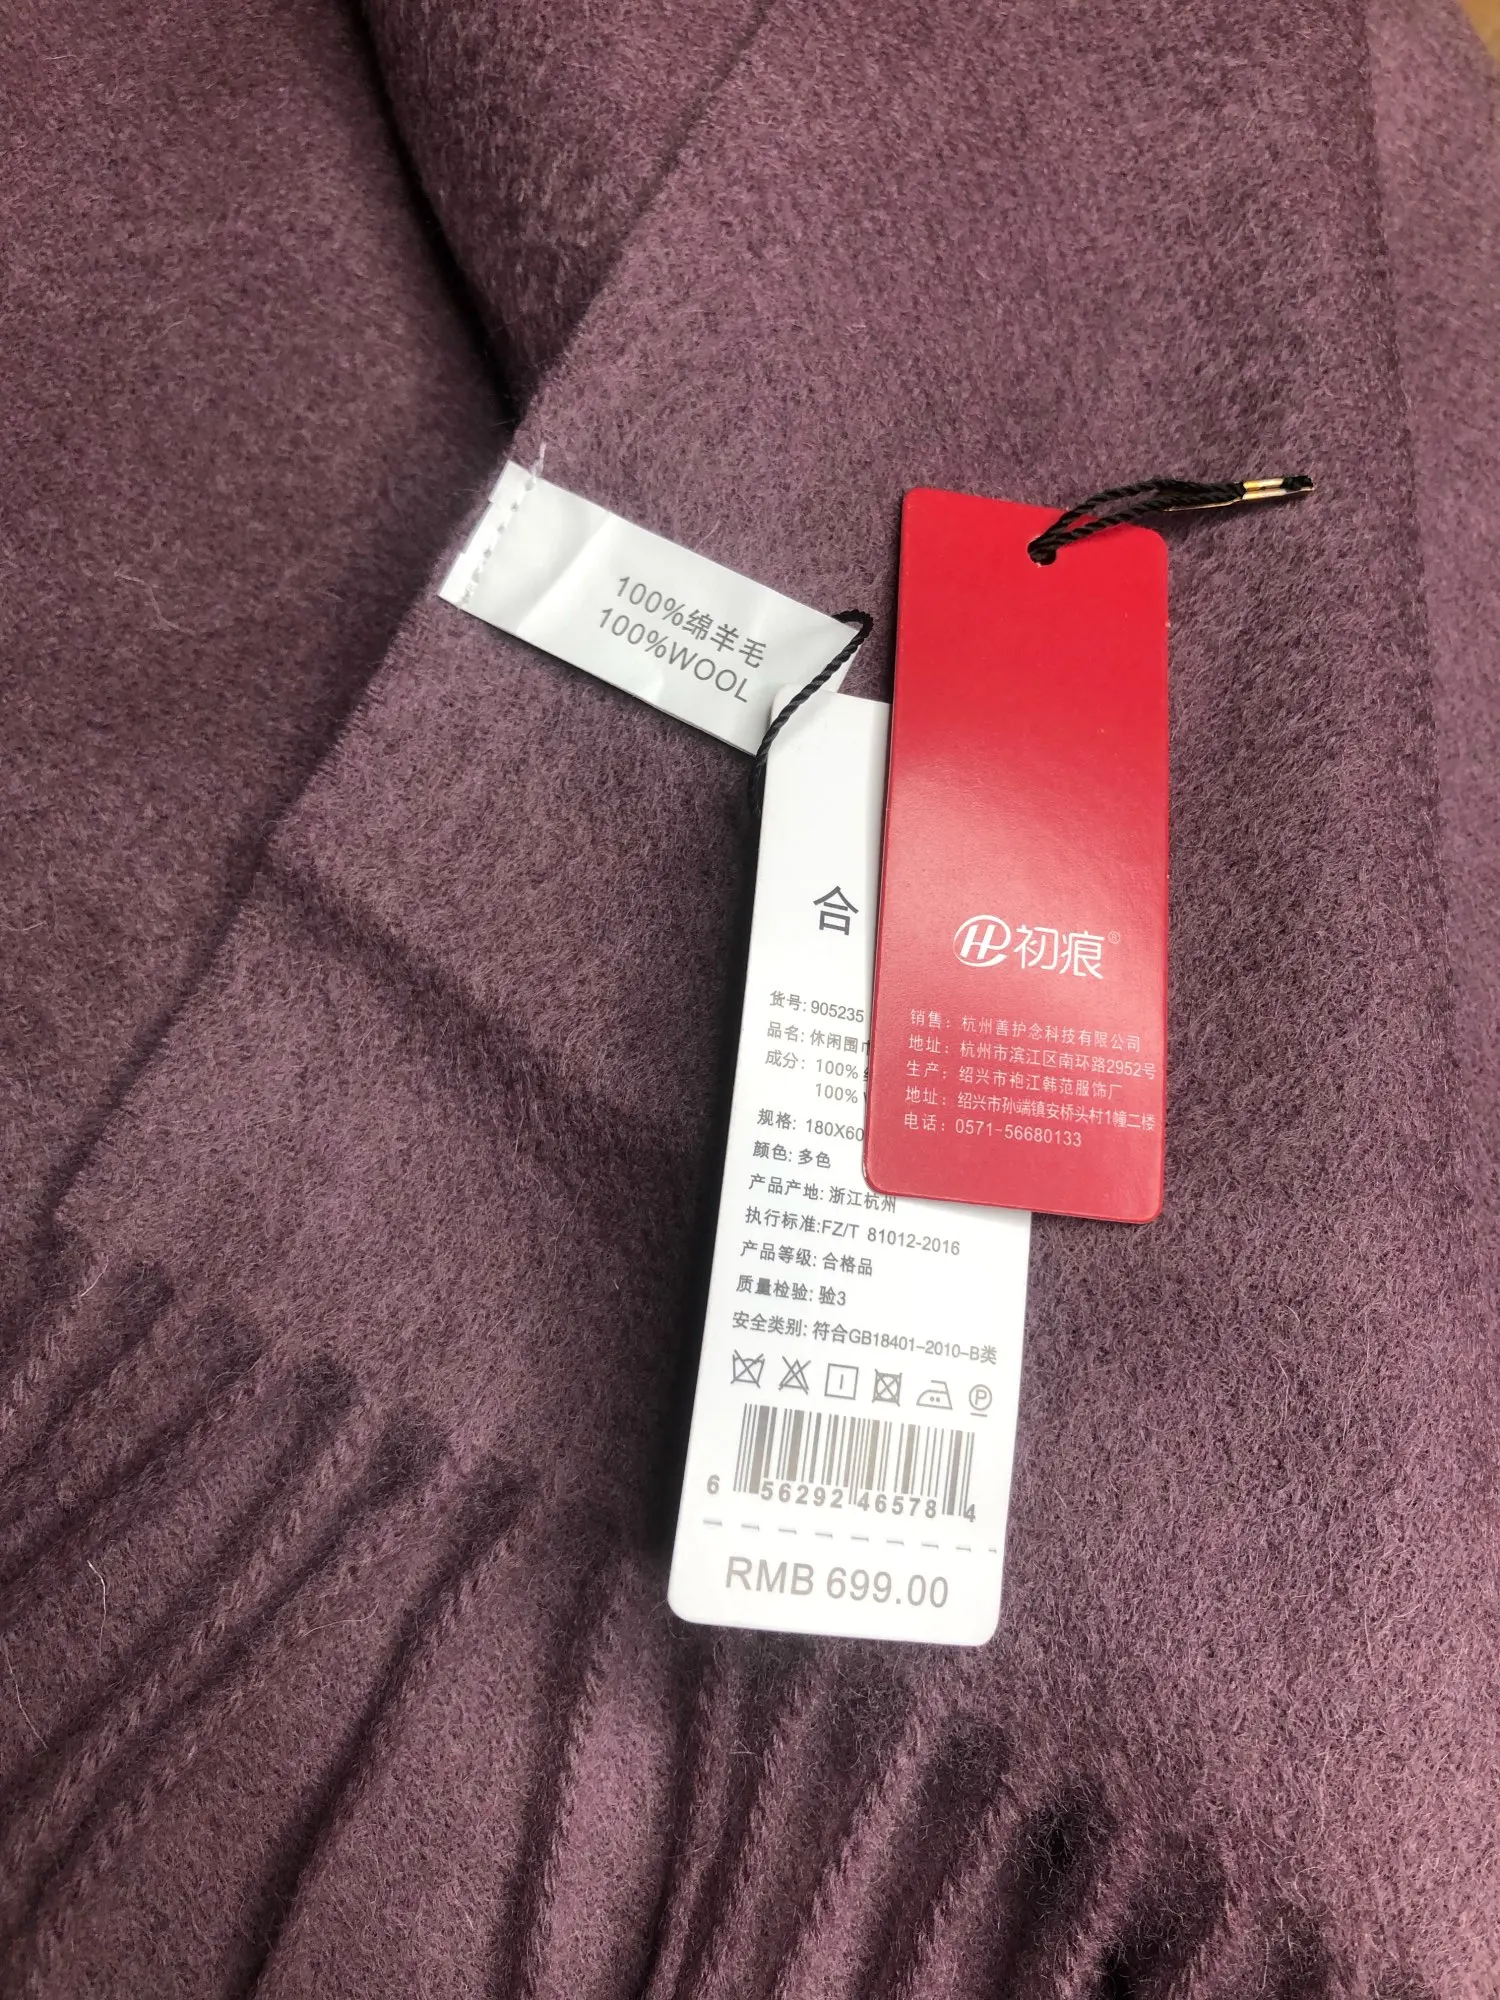 100%绵羊毛
100%WOOL
合
货号: 905235
品名: 休闲围
成分: 100%
100%
规格: 180X60
颜色: 多色
产品产地: 浙江杭州
执行标准:FZ/T 81012-2016
产品等级: 合格品
质量检验: 验3
安全类别: 符合GB18401-2010-B类
P
6 56292 46578 4
RMB 699.00
初痕®
销售: 杭州善护念科技有限公司
地址: 杭州市滨江区南环路2952号
生产: 绍兴市袍江韩范服饰厂
地址: 绍兴市孙端镇安桥头村1幢二楼
电话: 0571-56680133